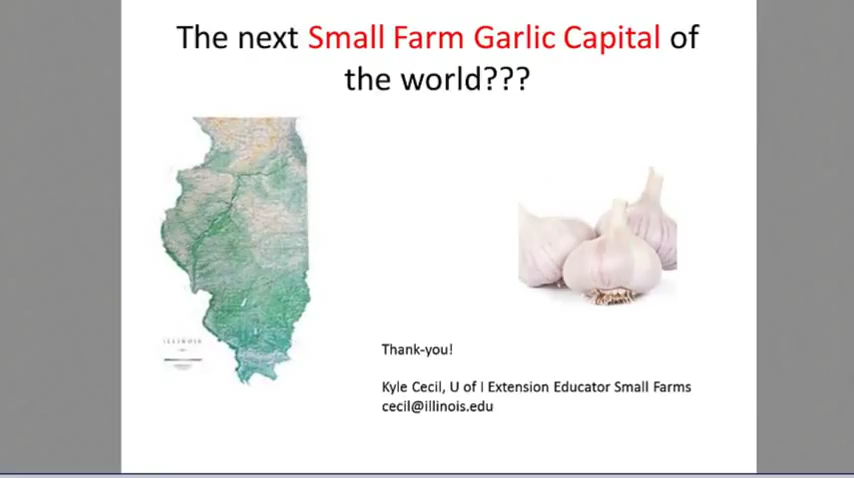 The next Small Farm Garlic Capital of
the world???
ILLINOIS
Thank-you!
Kyle Cecil, U of I Extension Educator Small Farms
cecil@illinois.edu